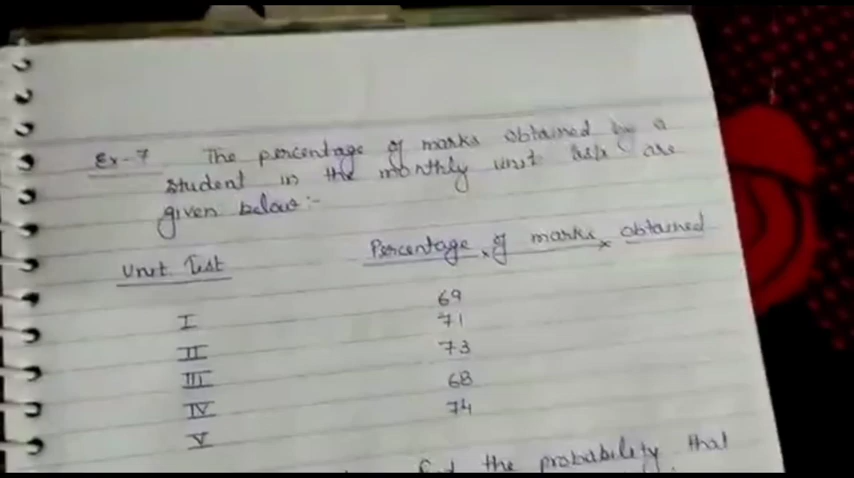 Ex-7 The percentage of marks obtained by a
student in the monthly unit are
given below:-
Unit Test Percentage of marks obtained
69
I 71
II 73
III 68
IV 74
V
the probability that